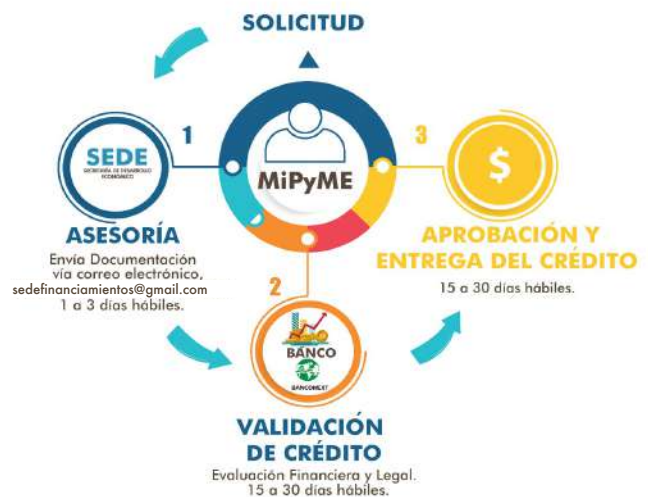 SOLICITUD
1
SEDE
SECRETARÍA DE DESARROLLO
ECONÓMICO
ASESORÍA
Envía Documentación
vía correo electrónico,
sedefinanciamientos@gmail.com
1 a 3 días hábiles.
MiPyME
3
$
APROBACIÓN Y
ENTREGA DEL CRÉDITO
15 a 30 días hábiles.
2
BANCO
BANCOMEXT
VALIDACIÓN
DE CRÉDITO
Evaluación Financiera y Legal.
15 a 30 días hábiles.